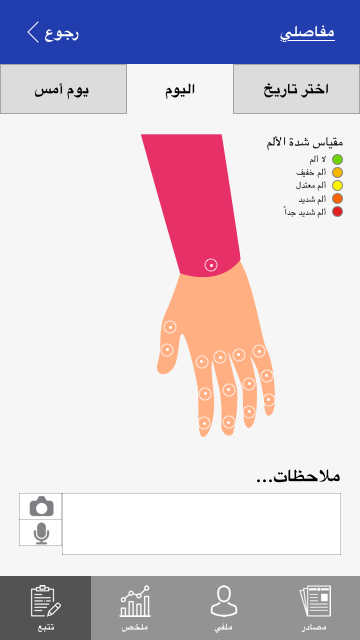 مفاصلي
رجوع
اختر تاريخ
اليوم
يوم أمس
مقياس شدة الألم
لا ألم
ألم خفيف
ألم معتدل
ألم شديد
ألم شديد جداً
ملاحظات...
مصادر
ملفي
ملخص
تتبع